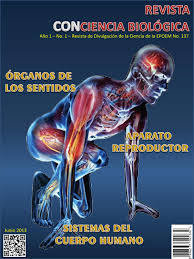 REVISTA
CONCIENCIA BIOLÓGICA
Año 1 – No. 1 – Revista de Divulgación de la Ciencia de la EPOEM No. 137
ÓRGANOS DE
LOS SENTIDOS
APARATO
REPRODUCTOR
SISTEMAS DEL
CUERPO HUMANO
Junio 2013